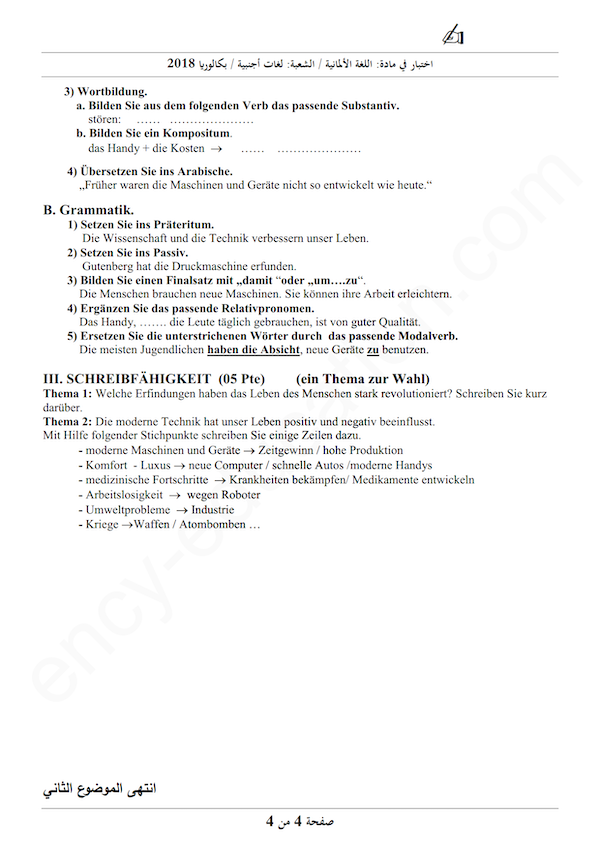 اختبار في مادة: اللغة الألمانية / الشعبة: لغات أجنبية / بكالوريا 2018
3) Wortbildung.
a. Bilden Sie aus dem folgenden Verb das passende Substantiv.
stören: …… …………………
b. Bilden Sie ein Kompositum.
das Handy + die Kosten → …… …………………
4) Übersetzen Sie ins Arabische.
„Früher waren die Maschinen und Geräte nicht so entwickelt wie heute.“
B. Grammatik.
1) Setzen Sie ins Präteritum.
Die Wissenschaft und die Technik verbessern unser Leben.
2) Setzen Sie ins Passiv.
Gutenberg hat die Druckmaschine erfunden.
3) Bilden Sie einen Finalsatz mit „damit “oder „um….zu“.
Die Menschen brauchen neue Maschinen. Sie können ihre Arbeit erleichtern.
4) Ergänzen Sie das passende Relativpronomen.
Das Handy, ……. die Leute täglich gebrauchen, ist von guter Qualität.
5) Ersetzen Sie die unterstrichenen Wörter durch das passende Modalverb.
Die meisten Jugendlichen haben die Absicht, neue Geräte zu benutzen.
III. SCHREIBFÄHIGKEIT (05 Pte) (ein Thema zur Wahl)
Thema 1: Welche Erfindungen haben das Leben des Menschen stark revolutioniert? Schreiben Sie kurz
darüber.
Thema 2: Die moderne Technik hat unser Leben positiv und negativ beeinflusst.
Mit Hilfe folgender Stichpunkte schreiben Sie einige Zeilen dazu.
- moderne Maschinen und Geräte → Zeitgewinn / hohe Produktion
- Komfort - Luxus → neue Computer / schnelle Autos /moderne Handys
- medizinische Fortschritte → Krankheiten bekämpfen/ Medikamente entwickeln
- Arbeitslosigkeit → wegen Roboter
- Umweltprobleme → Industrie
- Kriege →Waffen / Atombomben …
انتهى الموضوع الثاني
صفحة 4 من 4